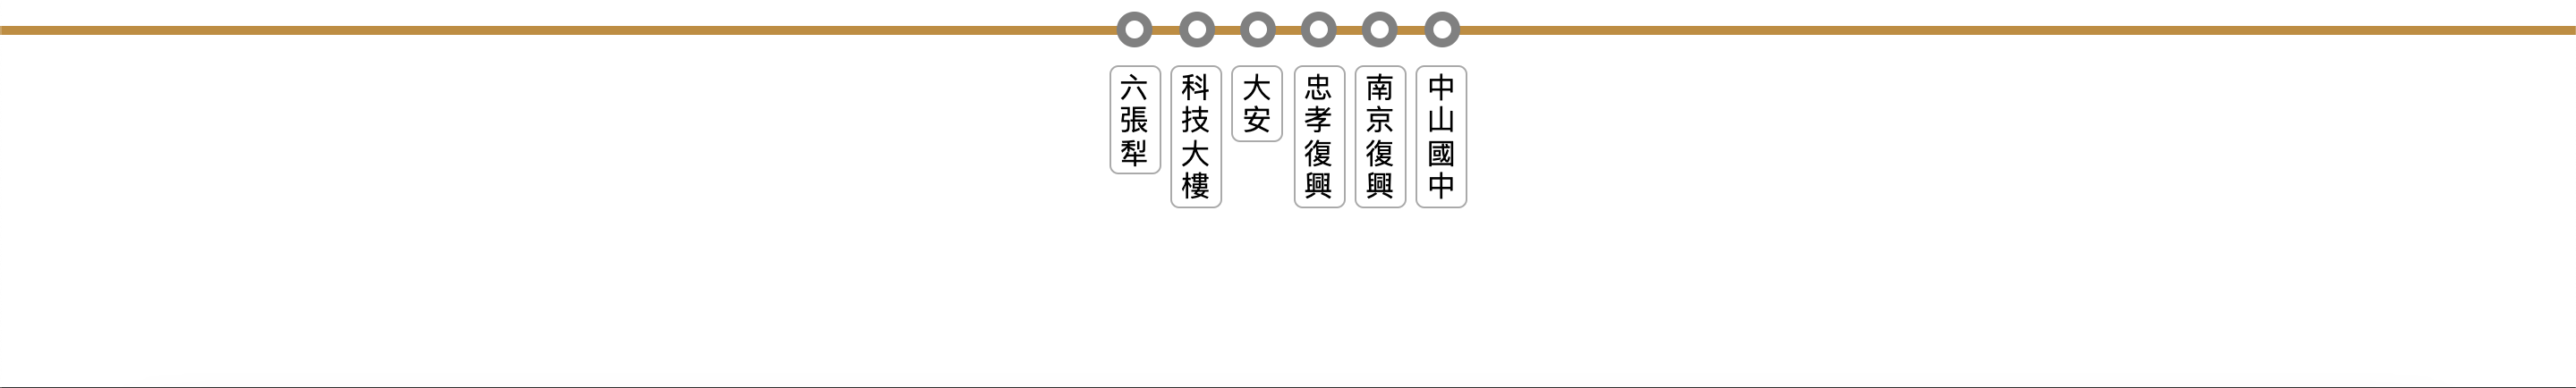 六張犁
科技大樓
大安
忠孝復興
南京復興
中山國中